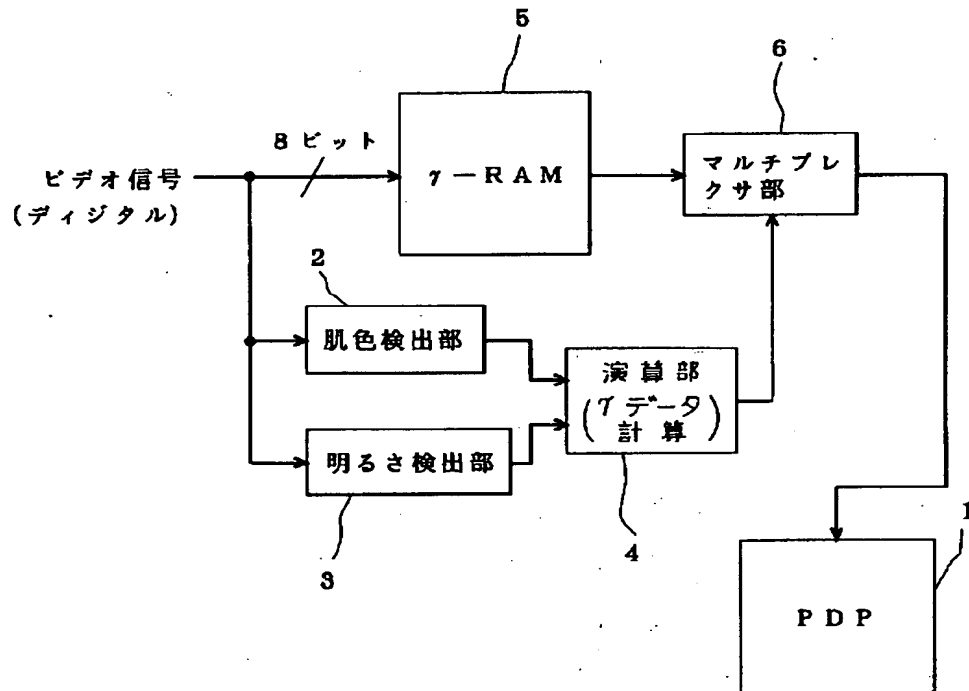 5
6
8 ビット
ビデオ信号
(ディジタル)
γ-RAM
マルチプレ
クサ部
2
肌色検出部
演算部
(γデータ
計算)
明るさ検出部
3
4
1
PDP